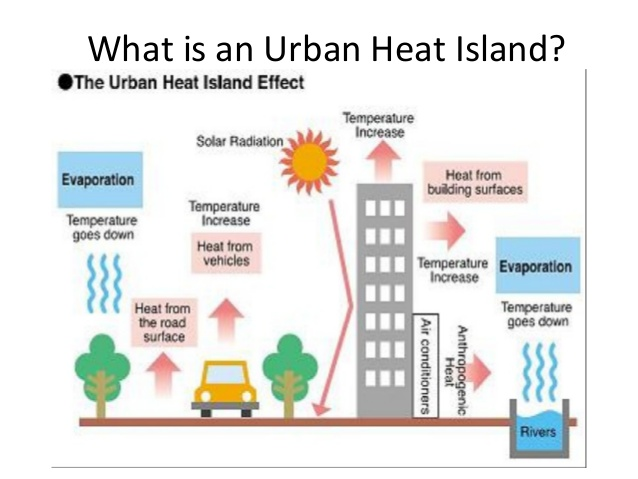 What is an Urban Heat Island?
●The Urban Heat Island Effect
Temperature
Increase
Solar Radiation
Evaporation
Temperature
goes down
Temperature
Increase
Heat from
vehicles
Heat from
the road
surface
Heat from
building surfaces
Temperature
Increase
Evaporation
Temperature
goes down
Air conditioners
Anthropogenic
Heat
Rivers